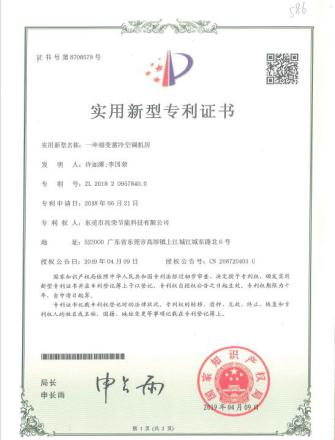 586
证书号第8708579号
实用新型专利证书
实用新型名称：一种相变蓄冷空调机房
发明人：许运娜;李国荣
专利号：ZL 2018 2 0957840.0
专利申请日：2018年06月21日
专利权人：东莞市兆荣节能科技有限公司
地址：523000 广东省东莞市高埗镇上江城江城东路北6号
授权公告日：2019年04月09日 授权公告号：CN 208720403 U
国家知识产权局依照中华人民共和国专利法经过初步审查，决定授予专利权，颁发实用
新型专利证书并在专利登记簿上予以登记。专利权自授权公告之日起生效。专利权期限为十
年，自申请日起算。
专利证书记载专利权登记时的法律状况。专利权的转移、质押、无效、终止、恢复和专利
权人的姓名或名称、国籍、地址变更等事项记载在专利登记簿上。
局长
申长雨
申长雨
国家知识产权局
2019年04月09日
第1页(共2页)